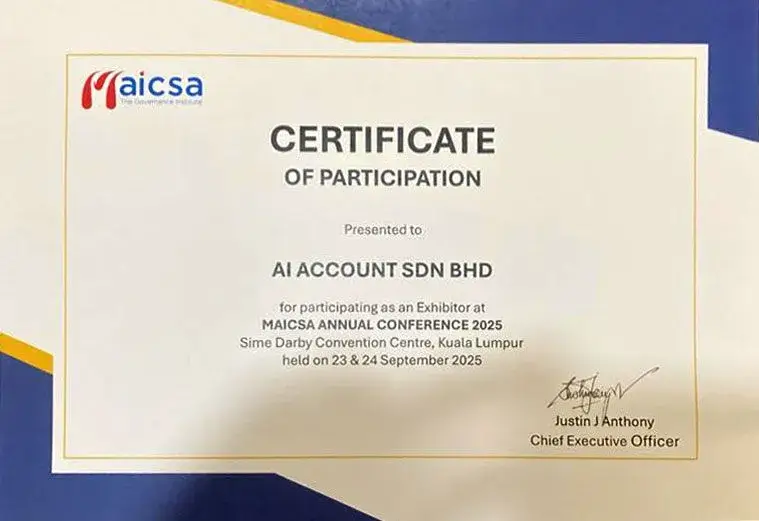 maicsa
The Governance Institute
CERTIFICATE
OF PARTICIPATION
Presented to
AI ACCOUNT SDN BHD
for participating as an Exhibitor at
MAICSA ANNUAL CONFERENCE 2025
Sime Darby Convention Centre, Kuala Lumpur
held on 23 & 24 September 2025
Justin J Anthony
Chief Executive Officer